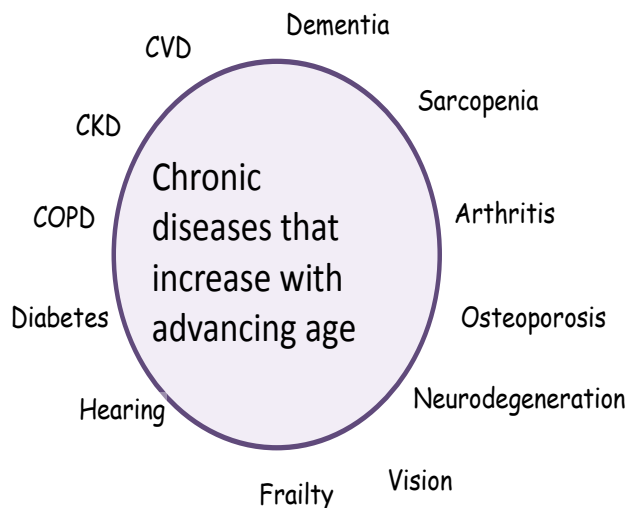 Dementia
CVD
Sarcopenia
CKD
Chronic
diseases that
increase with
advancing age
COPD
Arthritis
Diabetes
Osteoporosis
Hearing
Neurodegeneration
Vision
Frailty